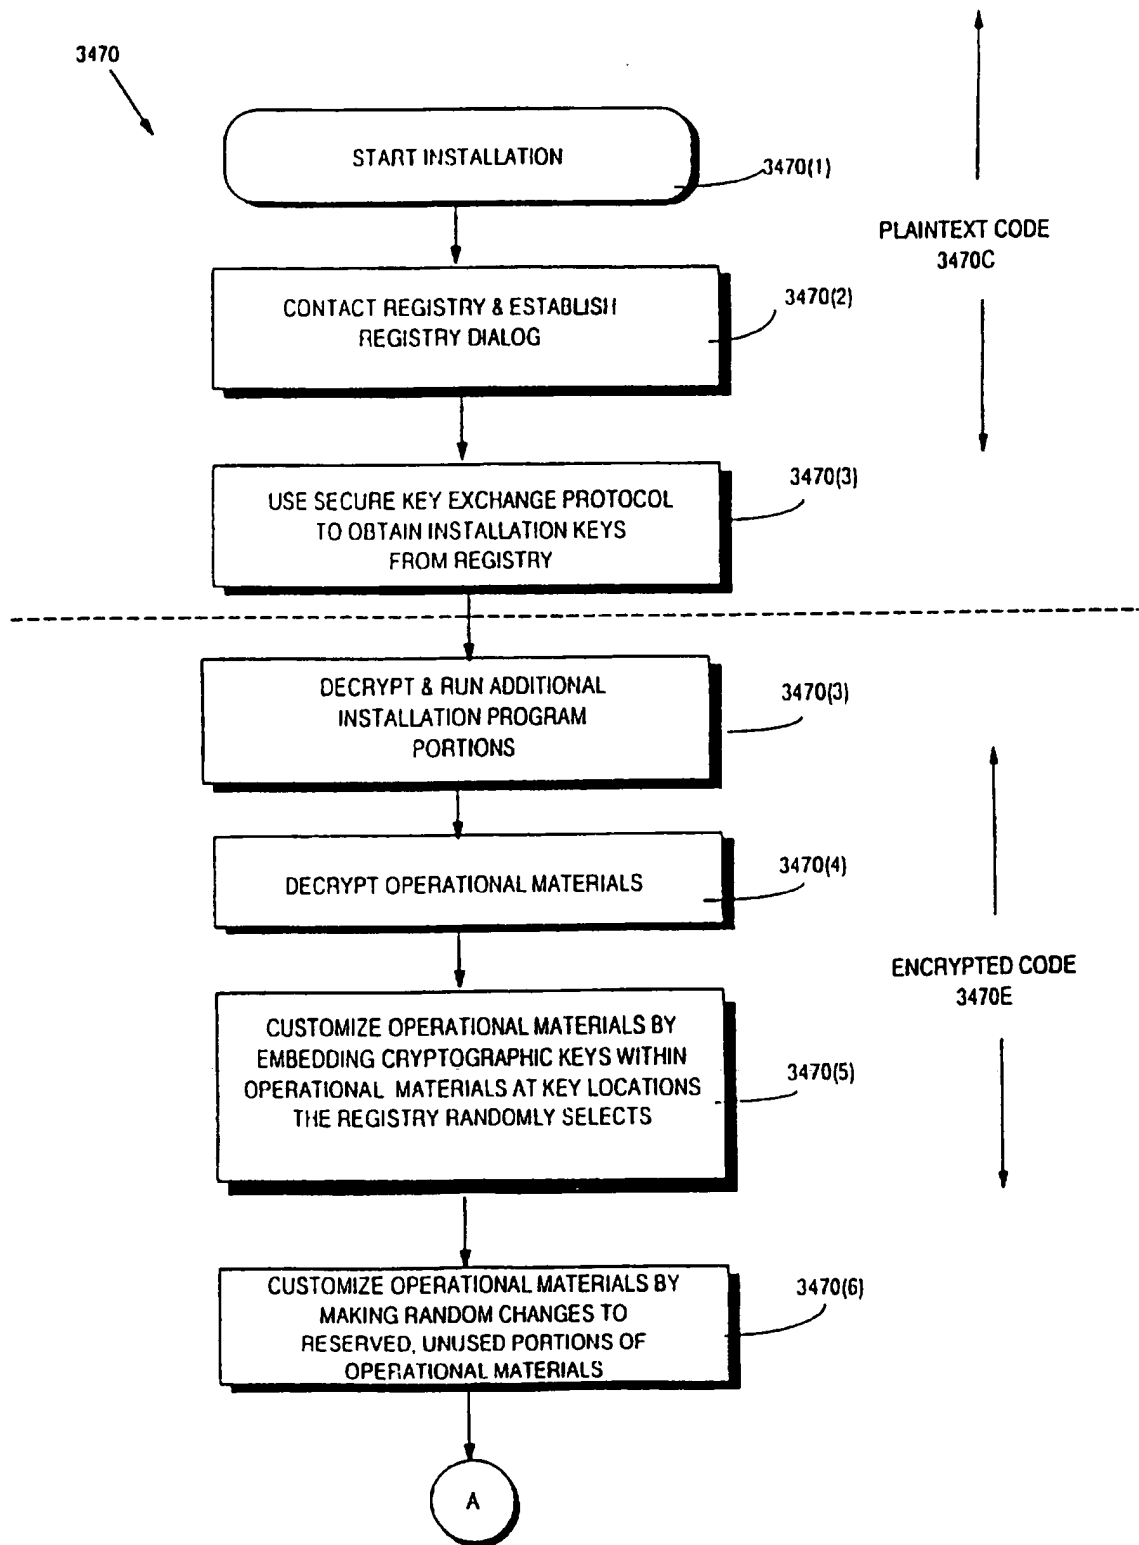 3470
START INSTALLATION
3470(1)
PLAINTEXT CODE
3470C
CONTACT REGISTRY & ESTABLISH
REGISTRY DIALOG
3470(2)
USE SECURE KEY EXCHANGE PROTOCOL
TO OBTAIN INSTALLATION KEYS
FROM REGISTRY
3470(3)
DECRYPT & RUN ADDITIONAL
INSTALLATION PROGRAM
PORTIONS
3470(3)
DECRYPT OPERATIONAL MATERIALS
3470(4)
ENCRYPTED CODE
3470E
CUSTOMIZE OPERATIONAL MATERIALS BY
EMBEDDING CRYPTOGRAPHIC KEYS WITHIN
OPERATIONAL MATERIALS AT KEY LOCATIONS
THE REGISTRY RANDOMLY SELECTS
3470(5)
CUSTOMIZE OPERATIONAL MATERIALS BY
MAKING RANDOM CHANGES TO
RESERVED, UNUSED PORTIONS OF
OPERATIONAL MATERIALS
3470(6)
A